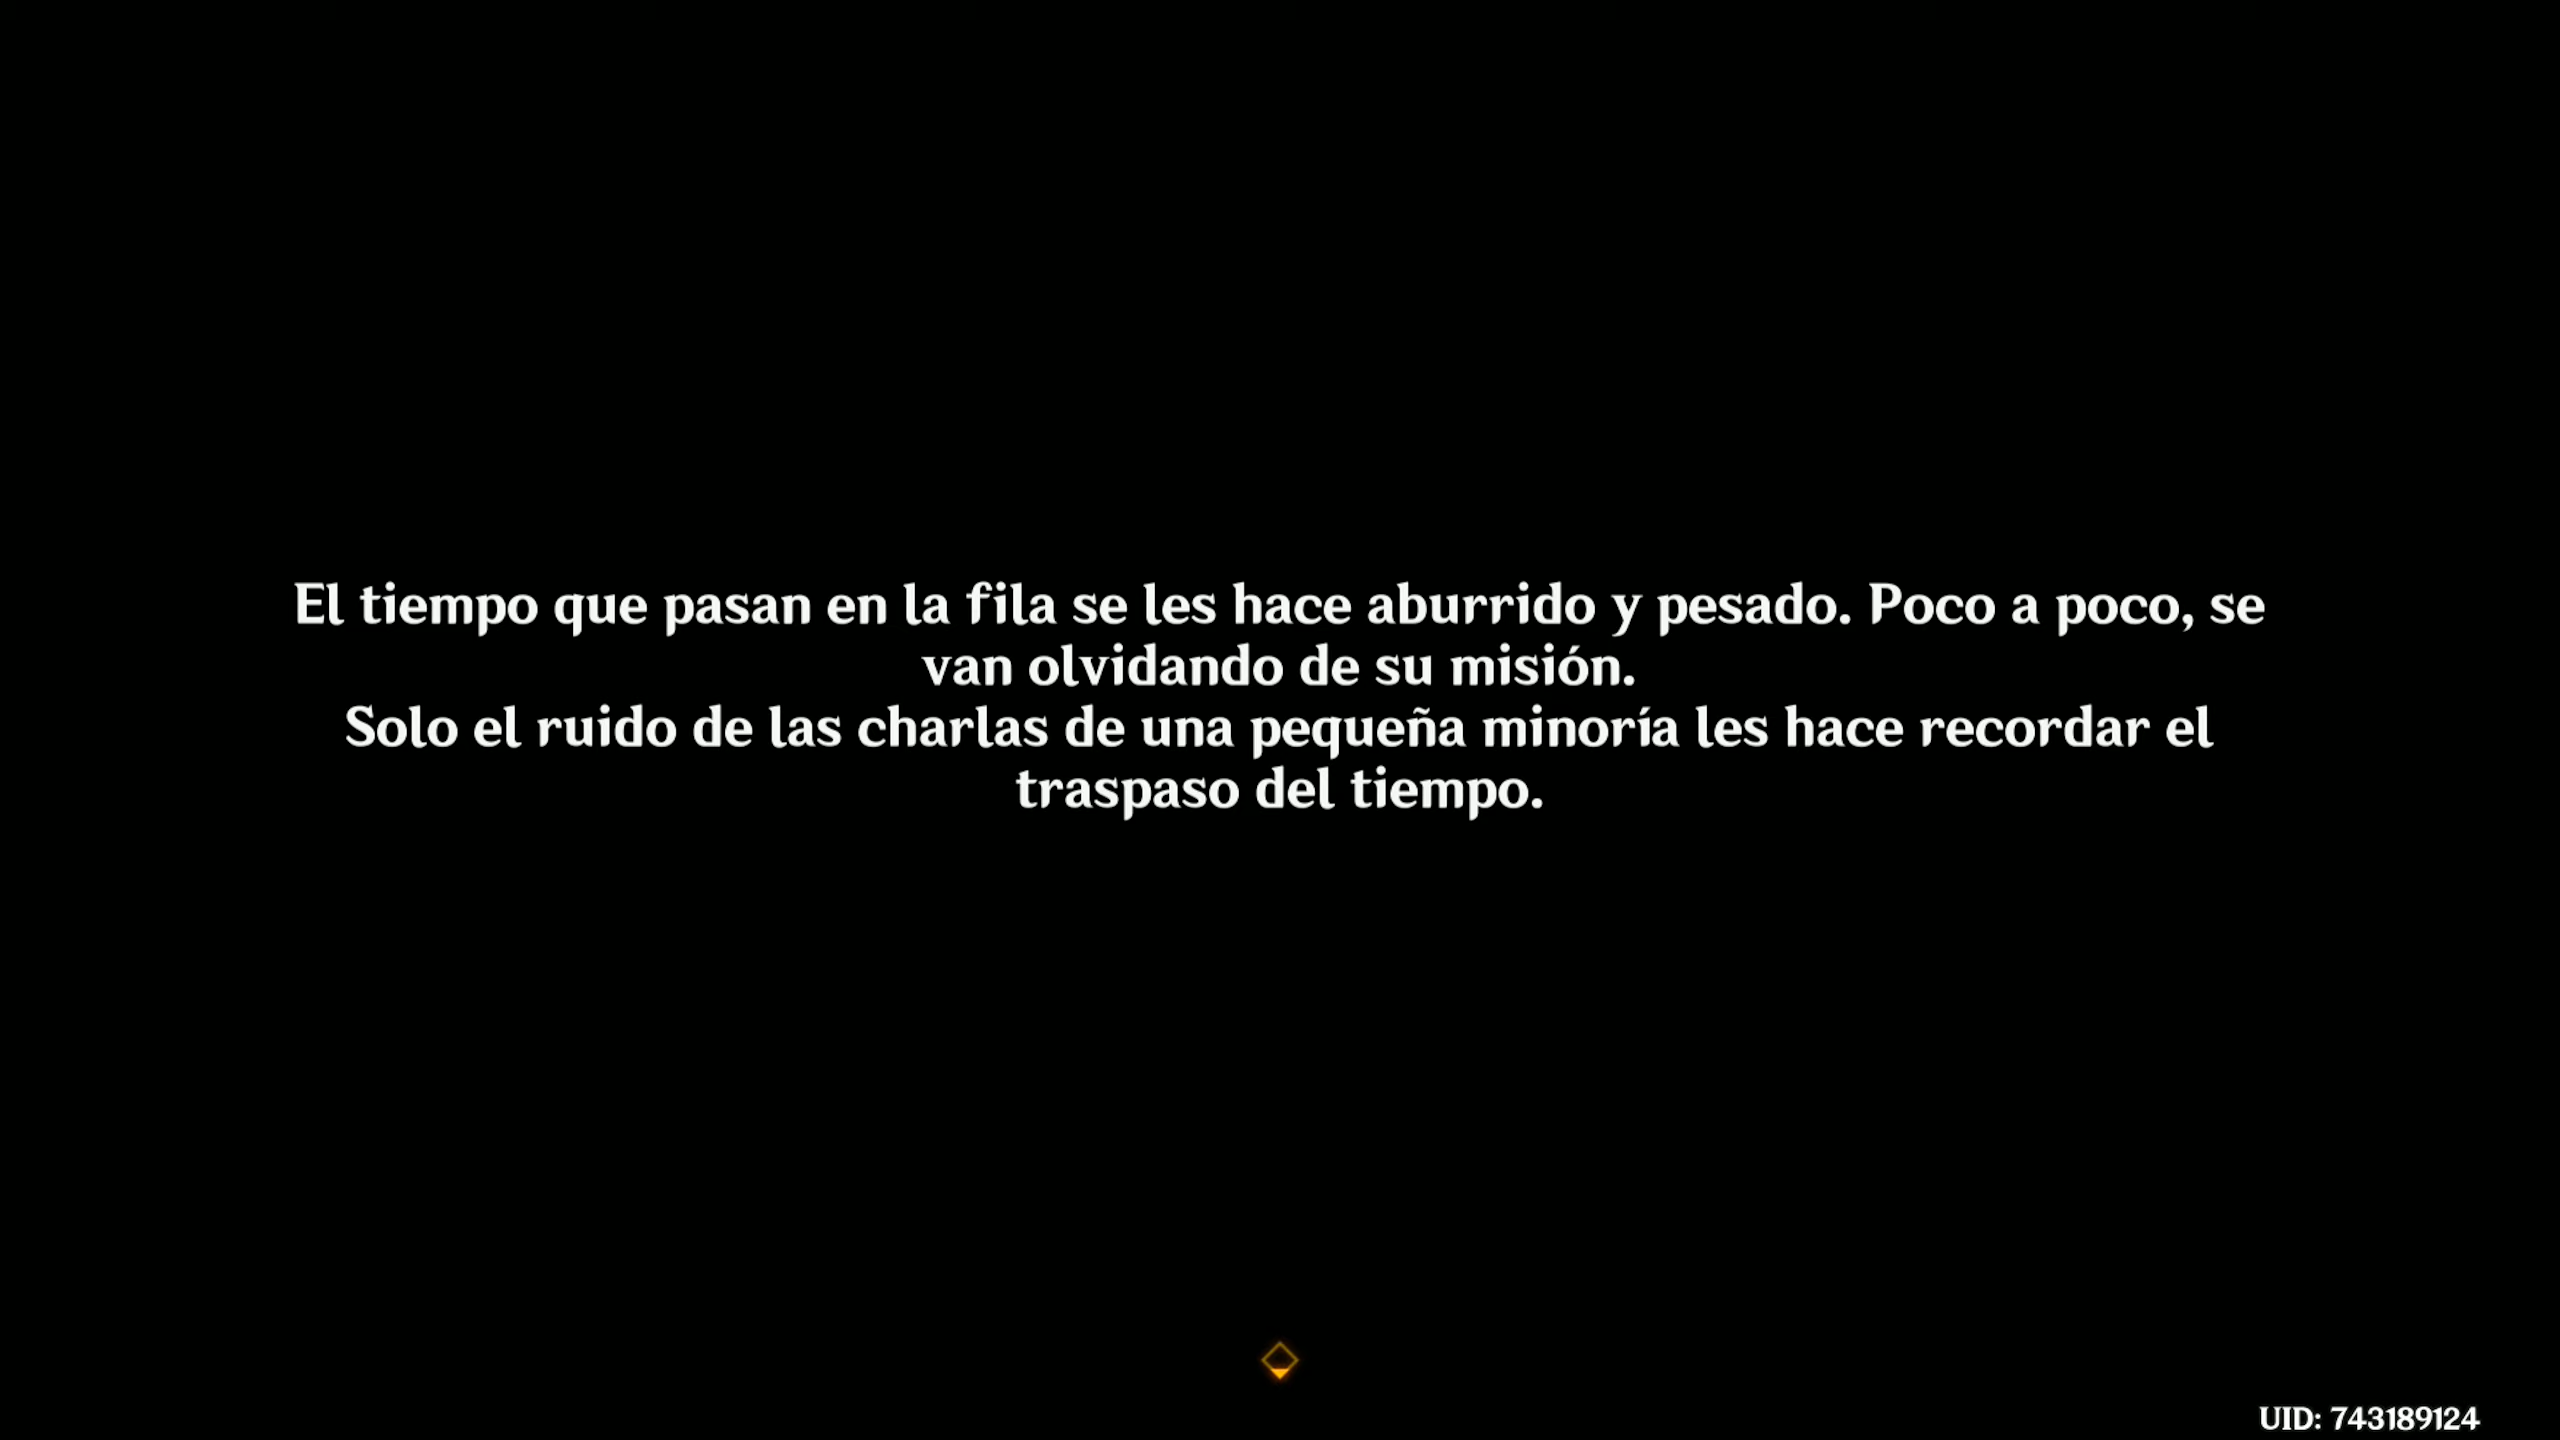 El tiempo que pasan en la fila se les hace aburrido y pesado. Poco a poco, se
van olvidando de su misión.
Solo el ruido de las charlas de una pequeña minoría les hace recordar el
traspaso del tiempo.
UID: 743189124